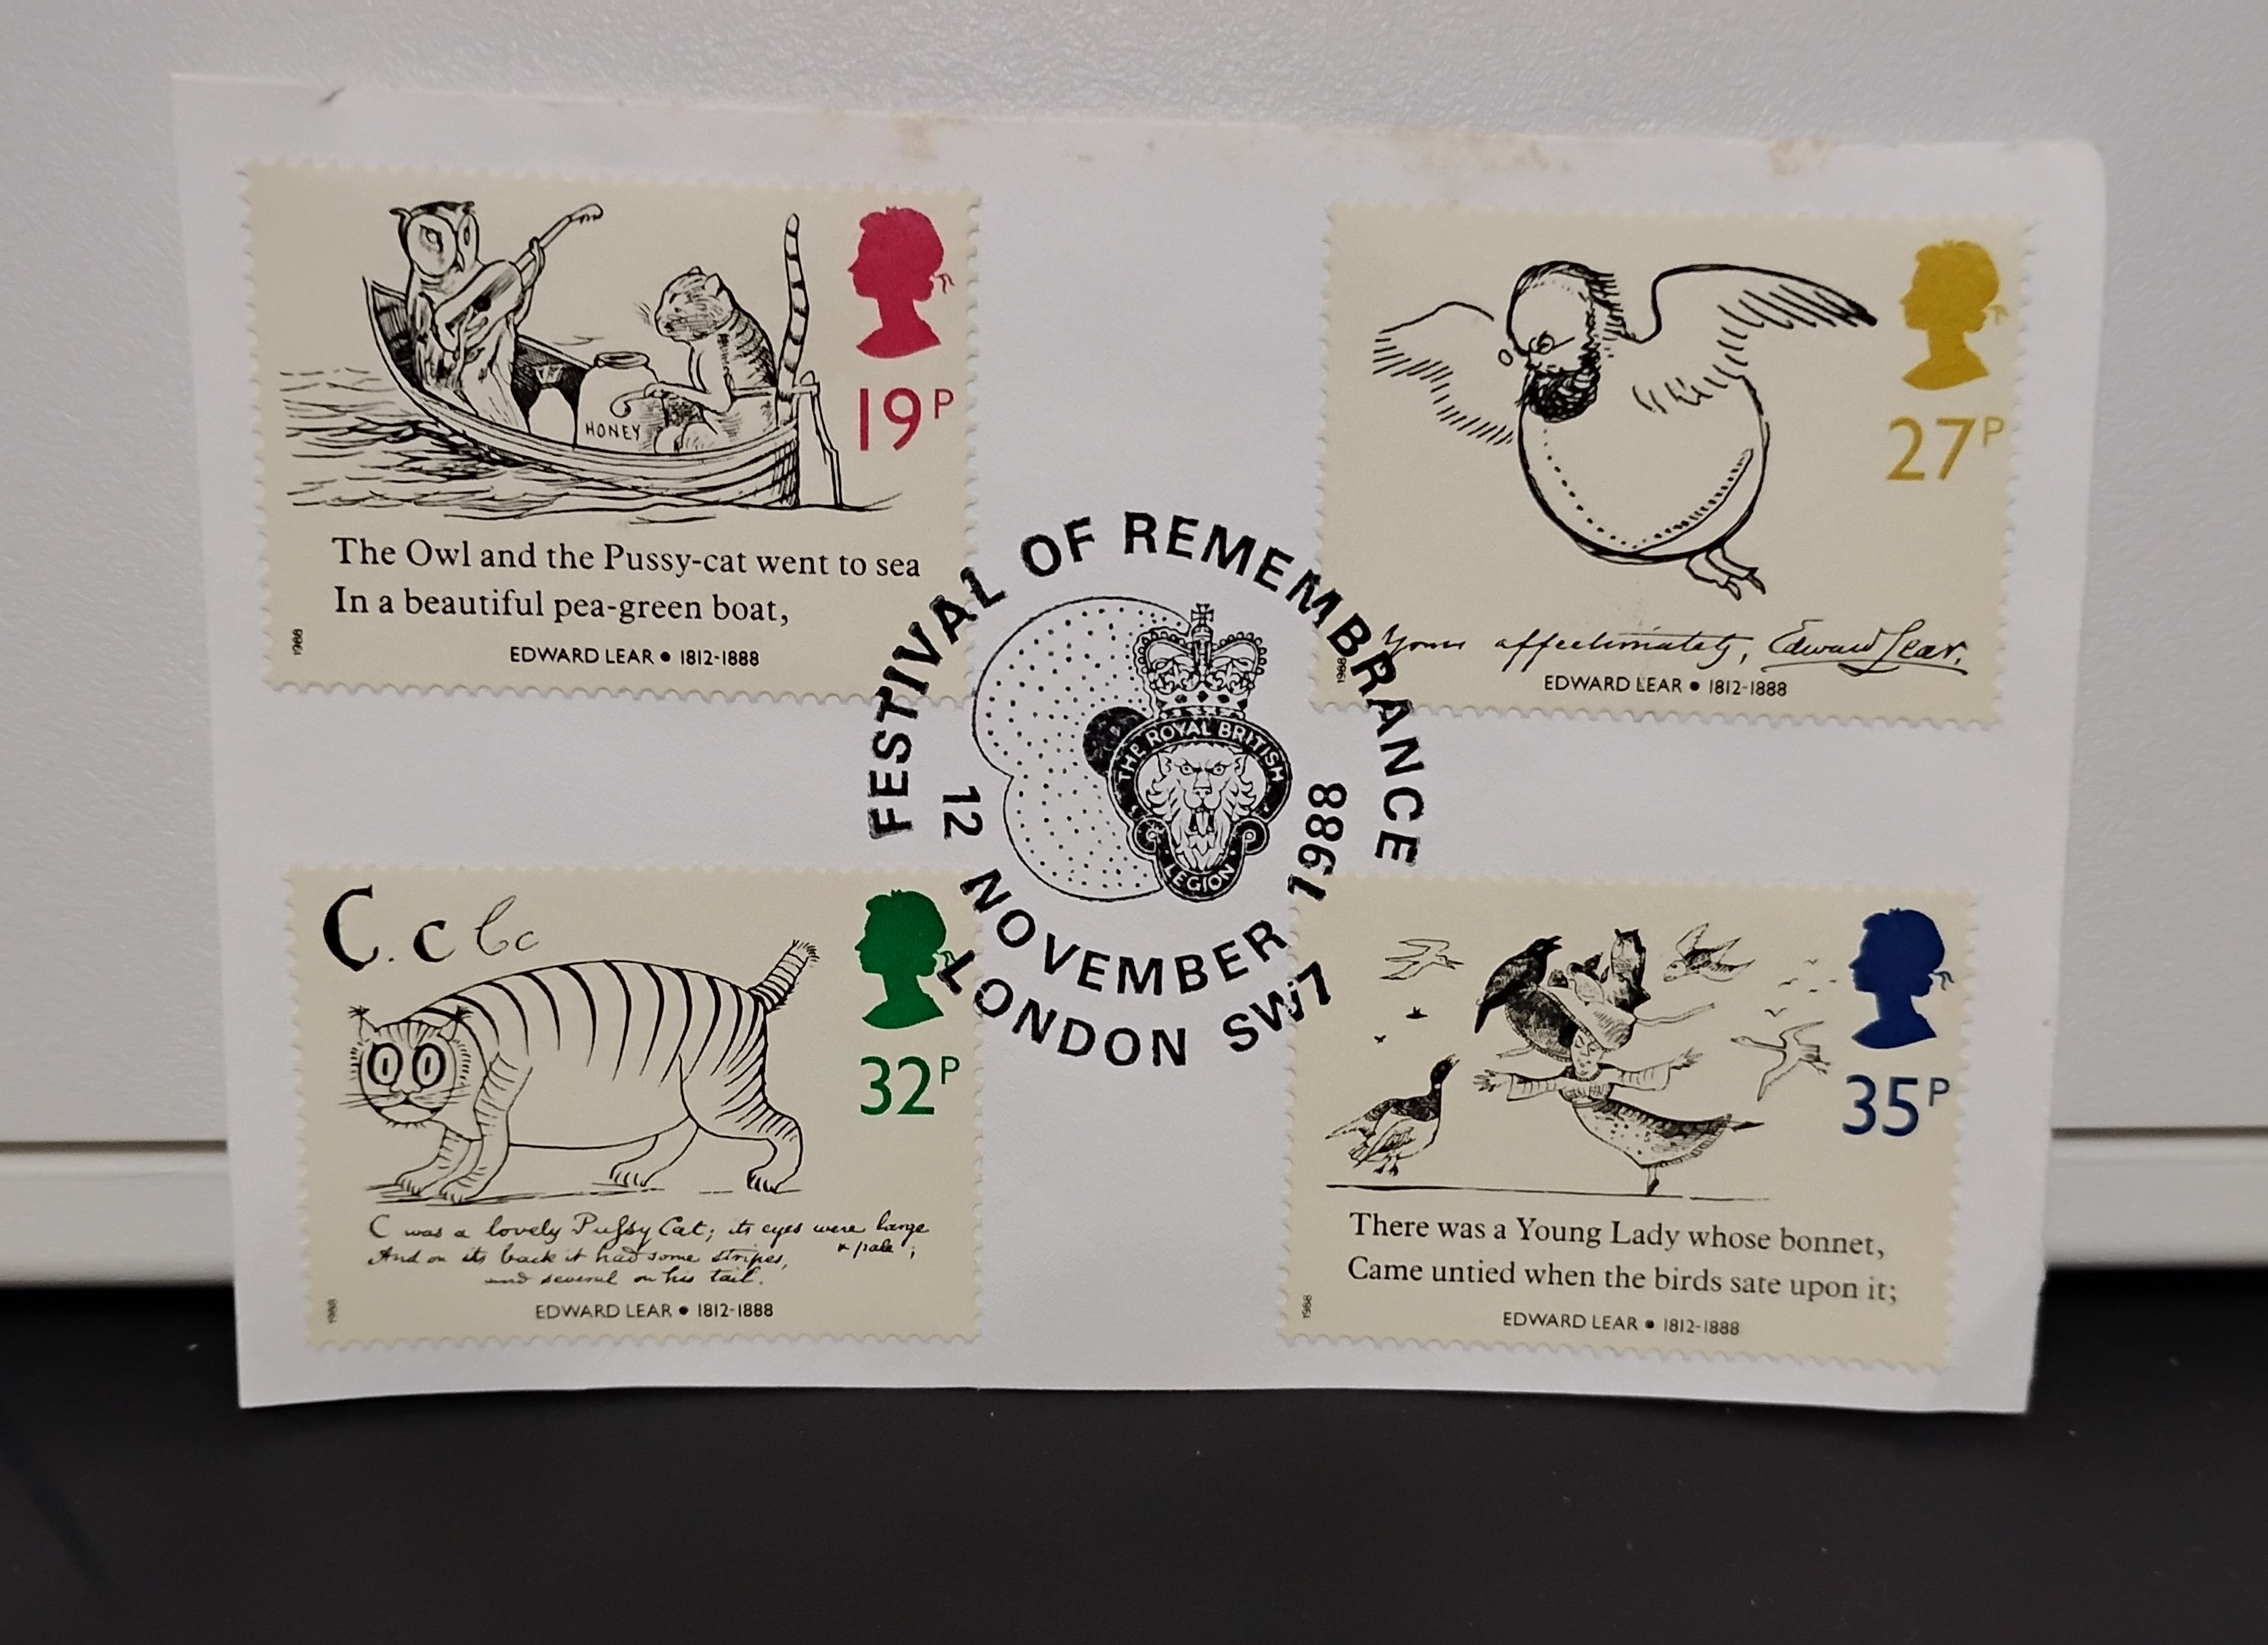 HONEY
19P
The Owl and the Pussy-cat went to sea
In a beautiful pea-green boat,
1988
EDWARD LEAR • 1812-1888
27P
Yours affectionately, Edward Lear.
1988
EDWARD LEAR • 1812-1888
FESTIVAL OF REMEMBRANCE
THE ROYAL BRITISH
LEGION
12 NOVEMBER 1988
LONDON SW7
C. c C c
32P
C was a lovely Pussy Cat; its eyes were large
& pale;
And on its back it had some stripes,
and several on his tail.
1988
EDWARD LEAR • 1812-1888
35P
There was a Young Lady whose bonnet,
Came untied when the birds sate upon it;
1988
EDWARD LEAR • 1812-1888